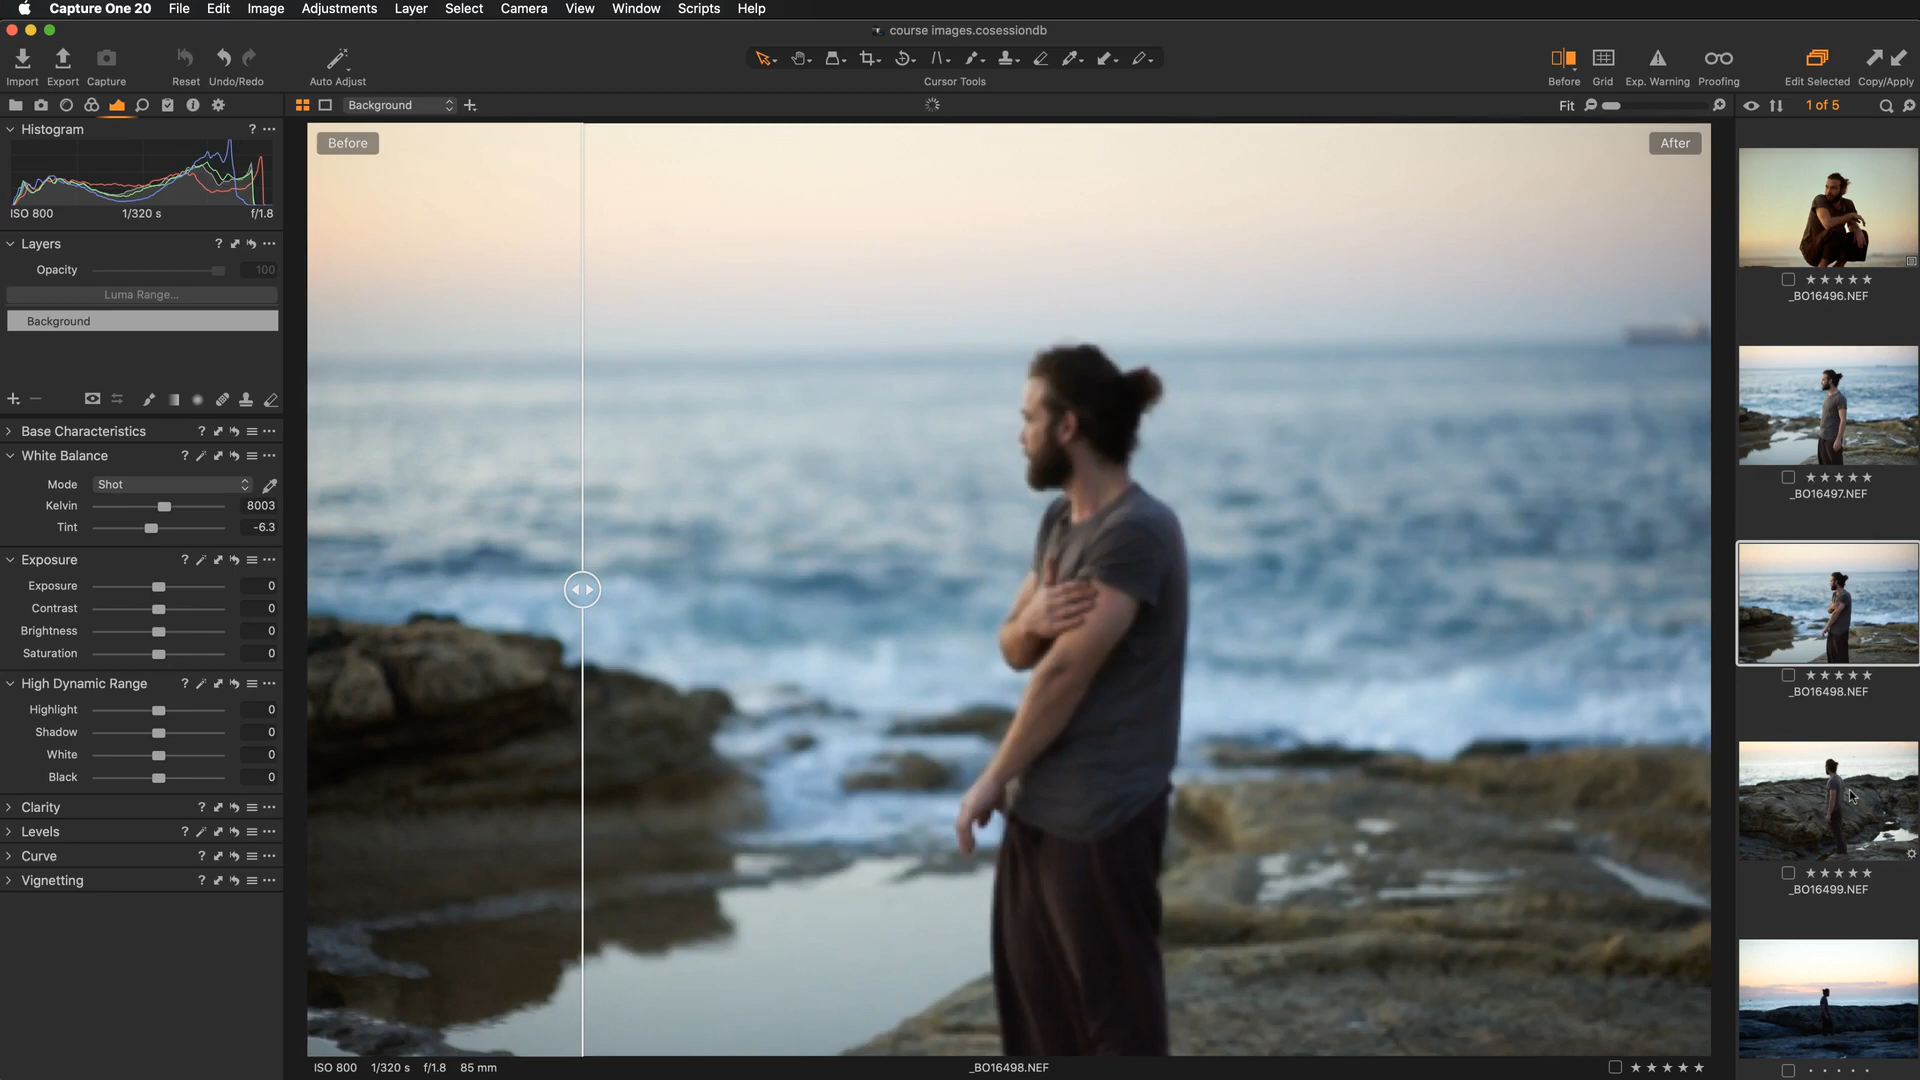 Capture One 20 File Edit Image Adjustments Layer Select Camera View Window Scripts Help
course images.cosessiondb
Import Export Capture Reset Undo/Redo Auto Adjust Cursor Tools Before Grid Exp. Warning Proofing Edit Selected Copy/Apply
Background Fit 1 of 5
Histogram ?
ISO 800 1/320 s f/1.8
Layers ?
Opacity 100
Luma Range...
Background
Base Characteristics ?
White Balance ?
Mode Shot
Kelvin 8003
Tint -6.3
Exposure ?
Exposure 0
Contrast 0
Brightness 0
Saturation 0
High Dynamic Range ?
Highlight 0
Shadow 0
White 0
Black 0
Clarity ?
Levels ?
Curve ?
Vignetting ?
Before After
ISO 800 1/320 s f/1.8 85 mm _BO16498.NEF
_BO16496.NEF
_BO16497.NEF
_BO16498.NEF
_BO16499.NEF